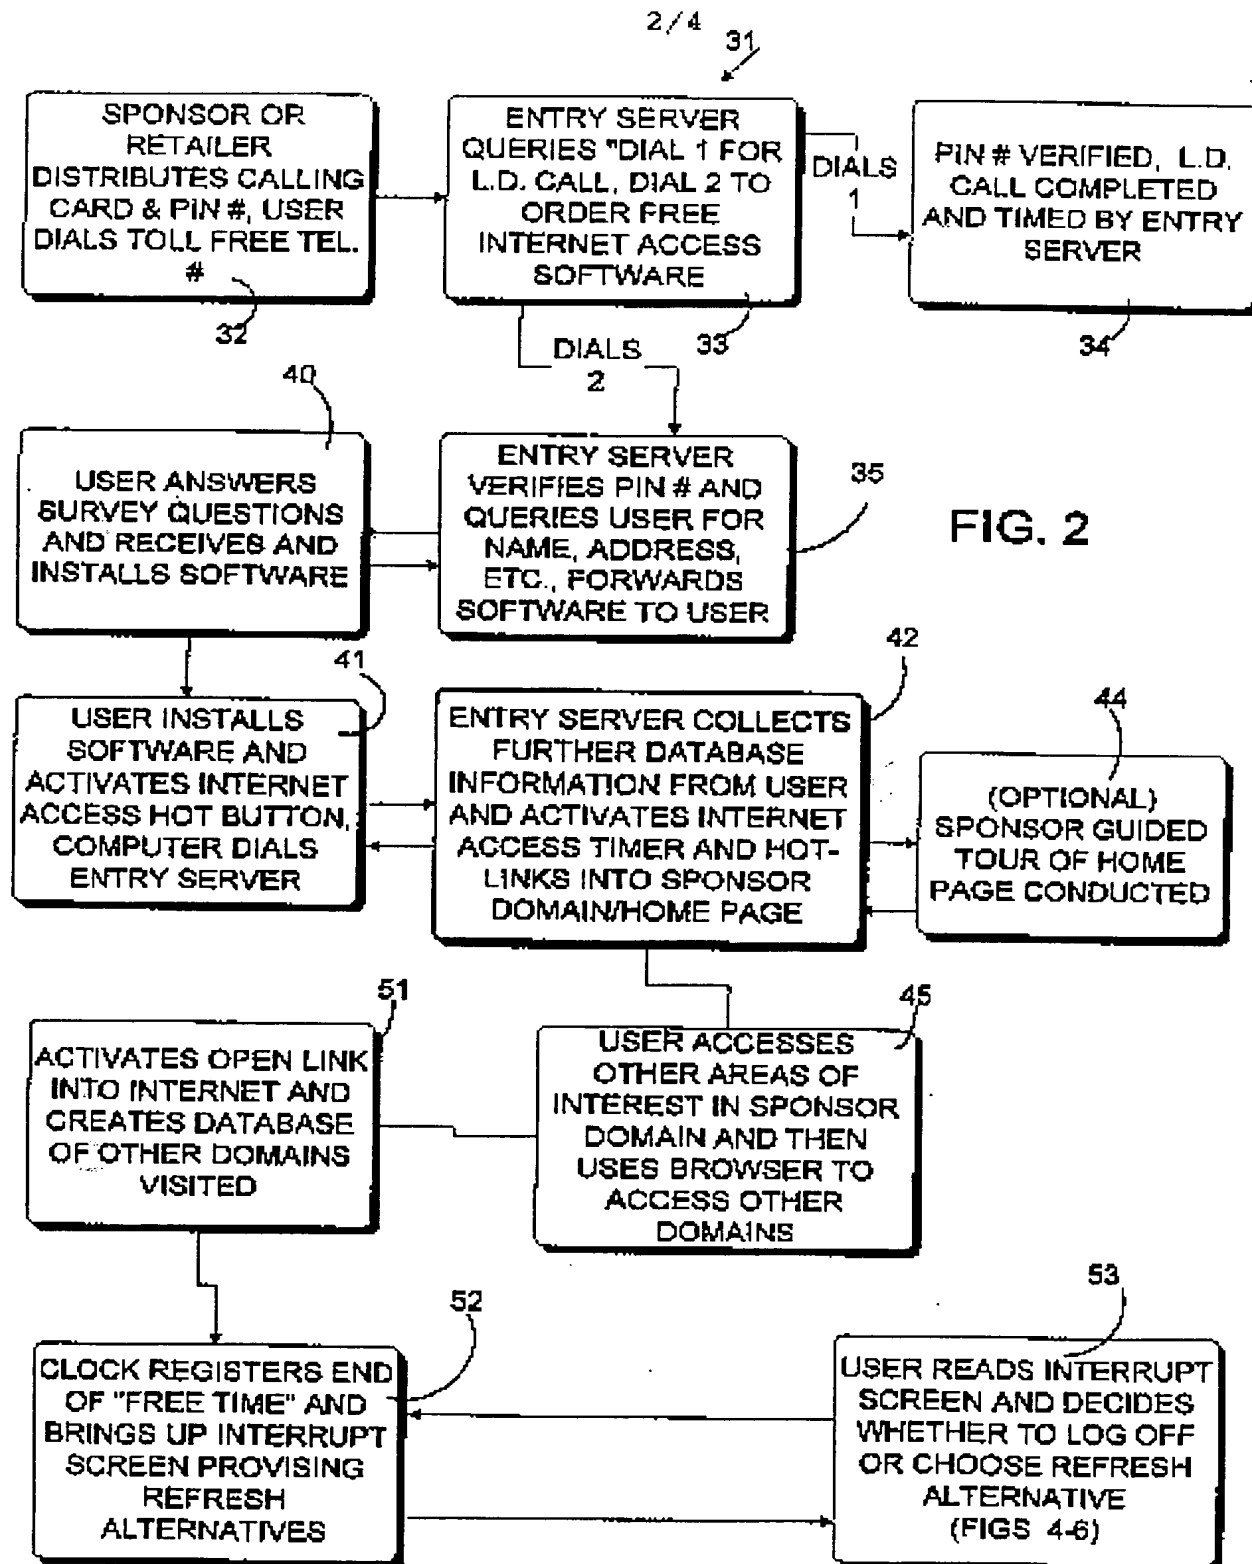 2/4
31
SPONSOR OR
RETAILER
DISTRIBUTES CALLING
CARD & PIN #, USER
DIALS TOLL FREE TEL.
#
32
ENTRY SERVER
QUERIES "DIAL 1 FOR
L.D. CALL, DIAL 2 TO
ORDER FREE
INTERNET ACCESS
SOFTWARE
33
DIALS
1
PIN # VERIFIED, L.D.
CALL COMPLETED
AND TIMED BY ENTRY
SERVER
34
DIALS
2
40
USER ANSWERS
SURVEY QUESTIONS
AND RECEIVES AND
INSTALLS SOFTWARE
ENTRY SERVER
VERIFIES PIN # AND
QUERIES USER FOR
NAME, ADDRESS,
ETC., FORWARDS
SOFTWARE TO USER
35
FIG. 2
41
USER INSTALLS
SOFTWARE AND
ACTIVATES INTERNET
ACCESS HOT BUTTON,
COMPUTER DIALS
ENTRY SERVER
42
ENTRY SERVER COLLECTS
FURTHER DATABASE
INFORMATION FROM USER
AND ACTIVATES INTERNET
ACCESS TIMER AND HOT-
LINKS INTO SPONSOR
DOMAIN/HOME PAGE
44
(OPTIONAL)
SPONSOR GUIDED
TOUR OF HOME
PAGE CONDUCTED
51
ACTIVATES OPEN LINK
INTO INTERNET AND
CREATES DATABASE
OF OTHER DOMAINS
VISITED
45
USER ACCESSES
OTHER AREAS OF
INTEREST IN SPONSOR
DOMAIN AND THEN
USES BROWSER TO
ACCESS OTHER
DOMAINS
52
CLOCK REGISTERS END
OF "FREE TIME" AND
BRINGS UP INTERRUPT
SCREEN PROVISING
REFRESH
ALTERNATIVES
53
USER READS INTERRUPT
SCREEN AND DECIDES
WHETHER TO LOG OFF
OR CHOOSE REFRESH
ALTERNATIVE
(FIGS 4-6)